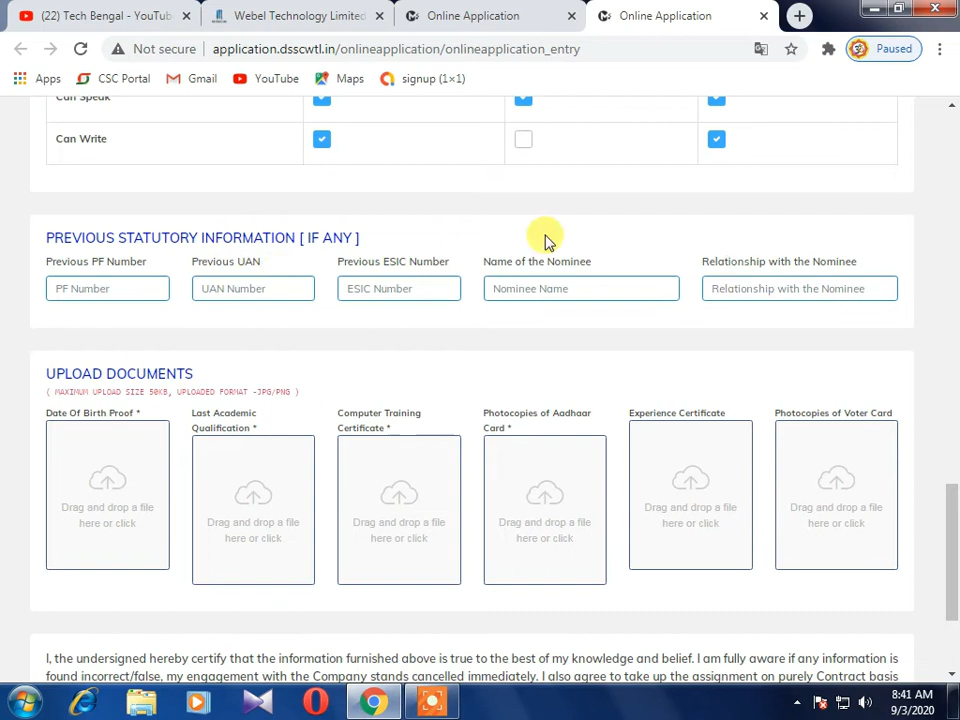 (22) Tech Bengal - YouTub
Webel Technology Limited
Online Application
Online Application
Not secure
application.dsscwtl.in/onlineapplication/onlineapplication_entry
Paused
Apps
CSC Portal
Gmail
YouTube
Maps
signup (1×1)
Can Speak
Can Write
PREVIOUS STATUTORY INFORMATION [ IF ANY ]
Previous PF Number
Previous UAN
Previous ESIC Number
Name of the Nominee
Relationship with the Nominee
PF Number
UAN Number
ESIC Number
Nominee Name
Relationship with the Nominee
UPLOAD DOCUMENTS
( MAXIMUM UPLOAD SIZE 50KB, UPLOADED FORMAT -JPG/PNG )
Date Of Birth Proof *
Last Academic
Qualification *
Computer Training
Certificate *
Photocopies of Aadhaar
Card *
Experience Certificate
Photocopies of Voter Card
Drag and drop a file
here or click
Drag and drop a file
here or click
Drag and drop a file
here or click
Drag and drop a file
here or click
Drag and drop a file
here or click
Drag and drop a file
here or click
I, the undersigned hereby certify that the information furnished above is true to the best of my knowledge and belief. I am fully aware if any information is
found incorrect/false, my engagement with the Company stands cancelled immediately. I also agree to take up the assignment on purely Contract basis
8:41 AM
9/3/2020